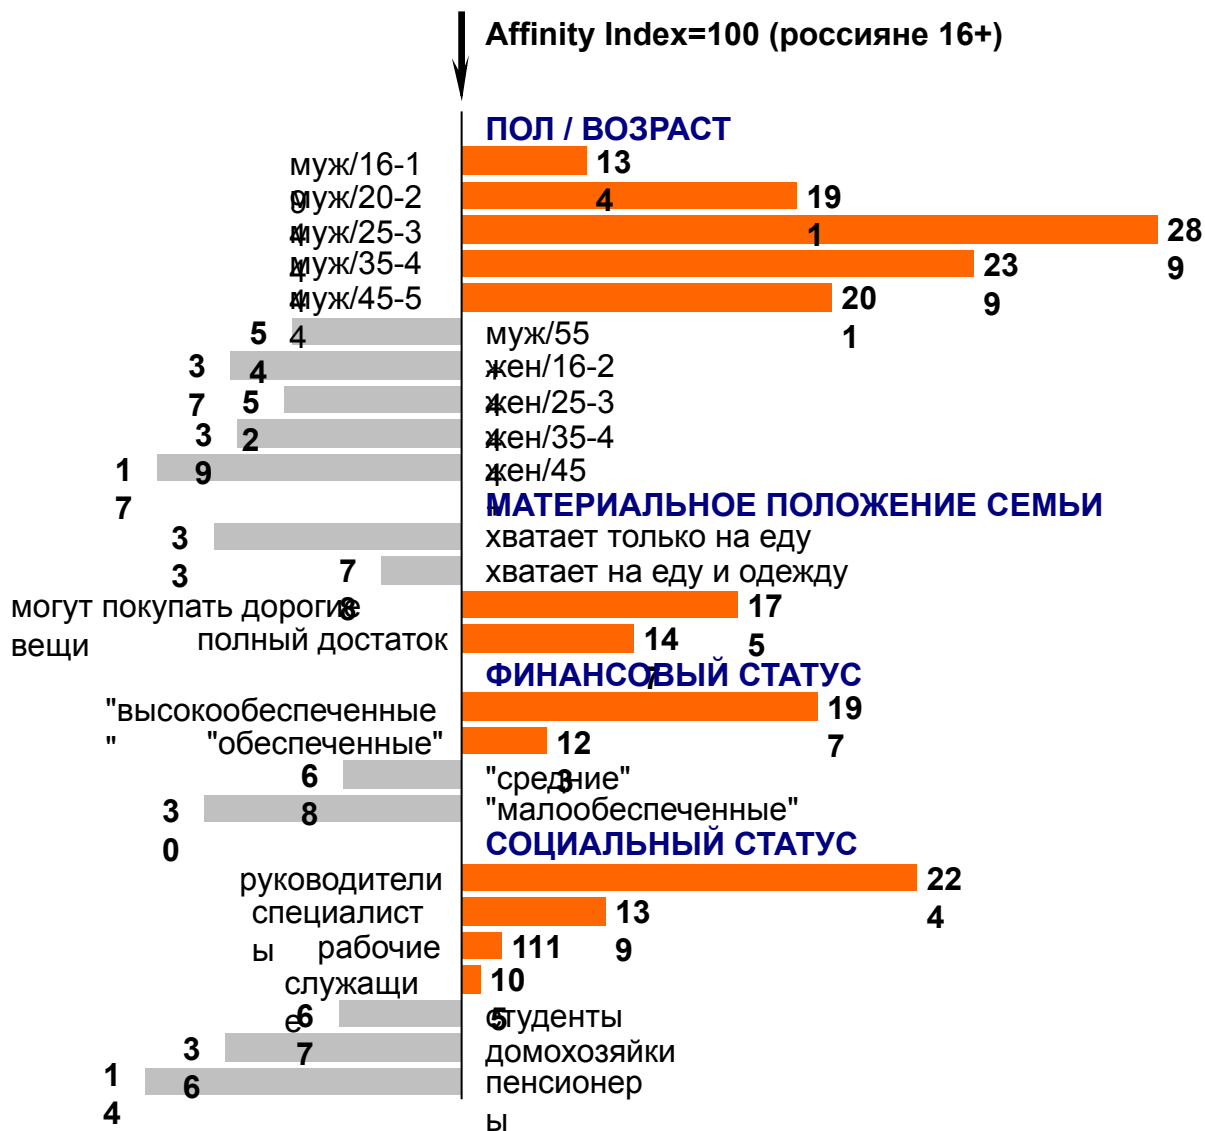 Affinity Index=100 (россияне 16+)
ПОЛ / ВОЗРАСТ
муж/16-19
134
муж/20-24
191
муж/25-34
289
муж/35-44
239
муж/45-54
201
54
муж/55+
37
жен/16-24
52
жен/25-34
39
жен/35-44
17
жен/45+
МАТЕРИАЛЬНОЕ ПОЛОЖЕНИЕ СЕМЬИ
33
хватает только на еду
78
хватает на еду и одежду
могут покупать дорогие
вещи
175
полный достаток
147
ФИНАНСОВЫЙ СТАТУС
"высокообеспеченные"
197
"обеспеченные"
123
68
"средние"
30
"малообеспеченные"
СОЦИАЛЬНЫЙ СТАТУС
руководители
224
специалисты
139
рабочие
111
служащие
105
67
студенты
36
домохозяйки
14
пенсионеры